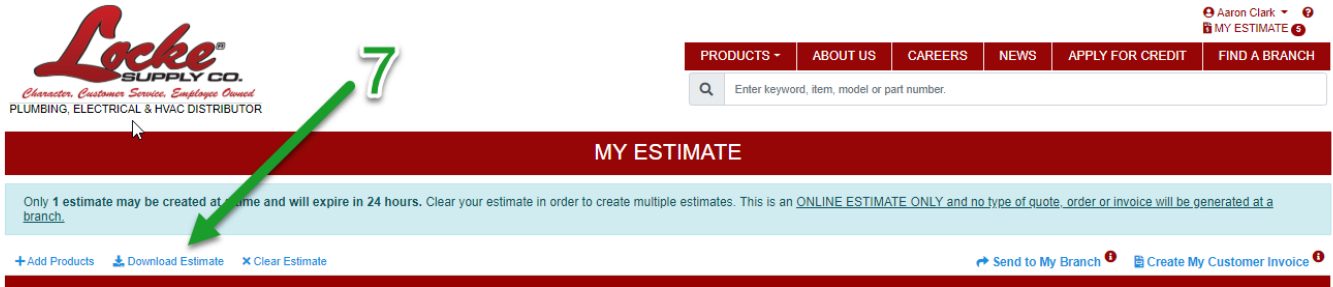 Aaron Clark
MY ESTIMATE 5
Locke®
SUPPLY CO.
Character, Customer Service, Employee Owned
PLUMBING, ELECTRICAL & HVAC DISTRIBUTOR
7
PRODUCTS ABOUT US CAREERS NEWS APPLY FOR CREDIT FIND A BRANCH
Enter keyword, item, model or part number.
MY ESTIMATE
Only 1 estimate may be created at a time and will expire in 24 hours. Clear your estimate in order to create multiple estimates. This is an ONLINE ESTIMATE ONLY and no type of quote, order or invoice will be generated at a
branch.
+ Add Products Download Estimate × Clear Estimate Send to My Branch Create My Customer Invoice